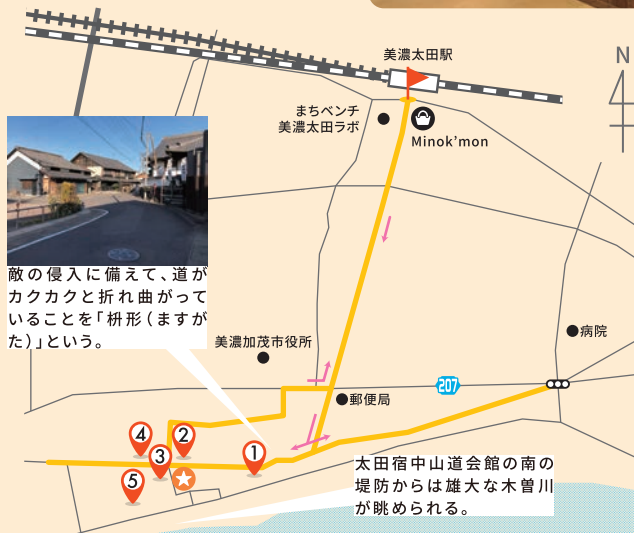 美濃太田駅
N
まちベンチ
美濃太田ラボ
Minok'mon
敵の侵入に備えて、道が
カクカクと折れ曲がって
いることを「枡形(ますが
た)」という。
美濃加茂市役所
病院
207
郵便局
4
2
3
1
5
太田宿中山道会館の南の
堤防からは雄大な木曽川
が眺められる。